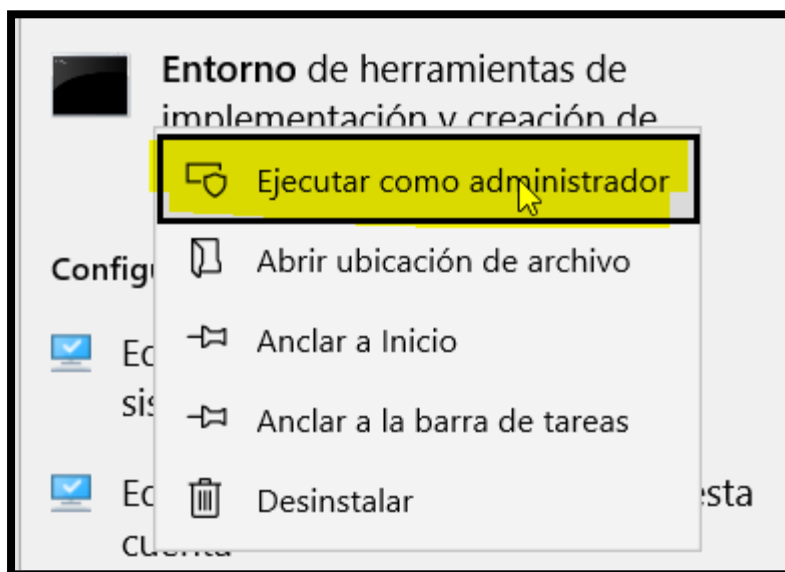 Entorno de herramientas de
implementación y creación de
Ejecutar como administrador
Abrir ubicación de archivo
Anclar a Inicio
Anclar a la barra de tareas
Desinstalar